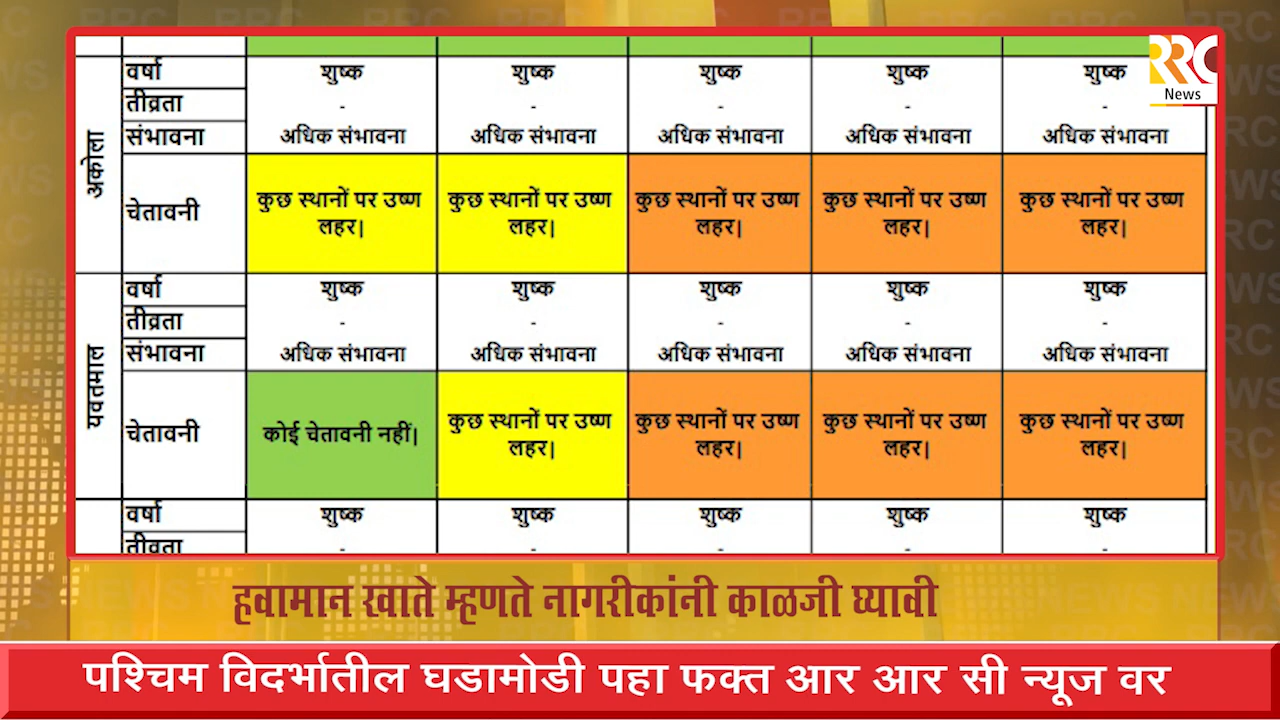 RRC
News
अकोला
वर्षा शुष्क शुष्क शुष्क शुष्क शुष्क
तीव्रता - - - - -
संभावना अधिक संभावना अधिक संभावना अधिक संभावना अधिक संभावना अधिक संभावना
चेतावनी कुछ स्थानों पर उष्ण कुछ स्थानों पर उष्ण कुछ स्थानों पर उष्ण कुछ स्थानों पर उष्ण कुछ स्थानों पर उष्ण
लहर| लहर| लहर| लहर| लहर|
यवतमाल
वर्षा शुष्क शुष्क शुष्क शुष्क शुष्क
तीव्रता - - - - -
संभावना अधिक संभावना अधिक संभावना अधिक संभावना अधिक संभावना अधिक संभावना
चेतावनी कोई चेतावनी नहीं| कुछ स्थानों पर उष्ण कुछ स्थानों पर उष्ण कुछ स्थानों पर उष्ण कुछ स्थानों पर उष्ण
लहर| लहर| लहर| लहर|
वर्षा शुष्क शुष्क शुष्क शुष्क शुष्क
तीव्रता - - - - -
हवामान खाते म्हणते नागरीकांनी काळजी घ्यावी
पश्चिम विदर्भातील घडामोडी पहा फक्त आर आर सी न्यूज वर